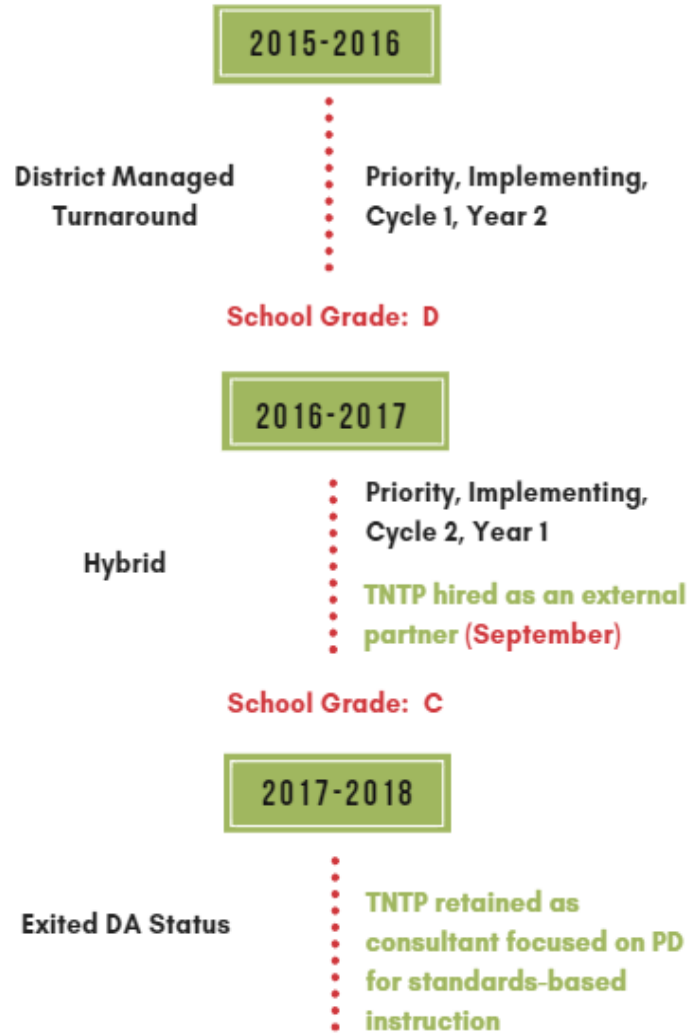 2015-2016
District Managed
Turnaround
Priority, Implementing,
Cycle 1, Year 2
School Grade: D
2016-2017
Hybrid
Priority, Implementing,
Cycle 2, Year 1
TNTP hired as an external
partner (September)
School Grade: C
2017-2018
Exited DA Status
TNTP retained as
consultant focused on PD
for standards-based
instruction